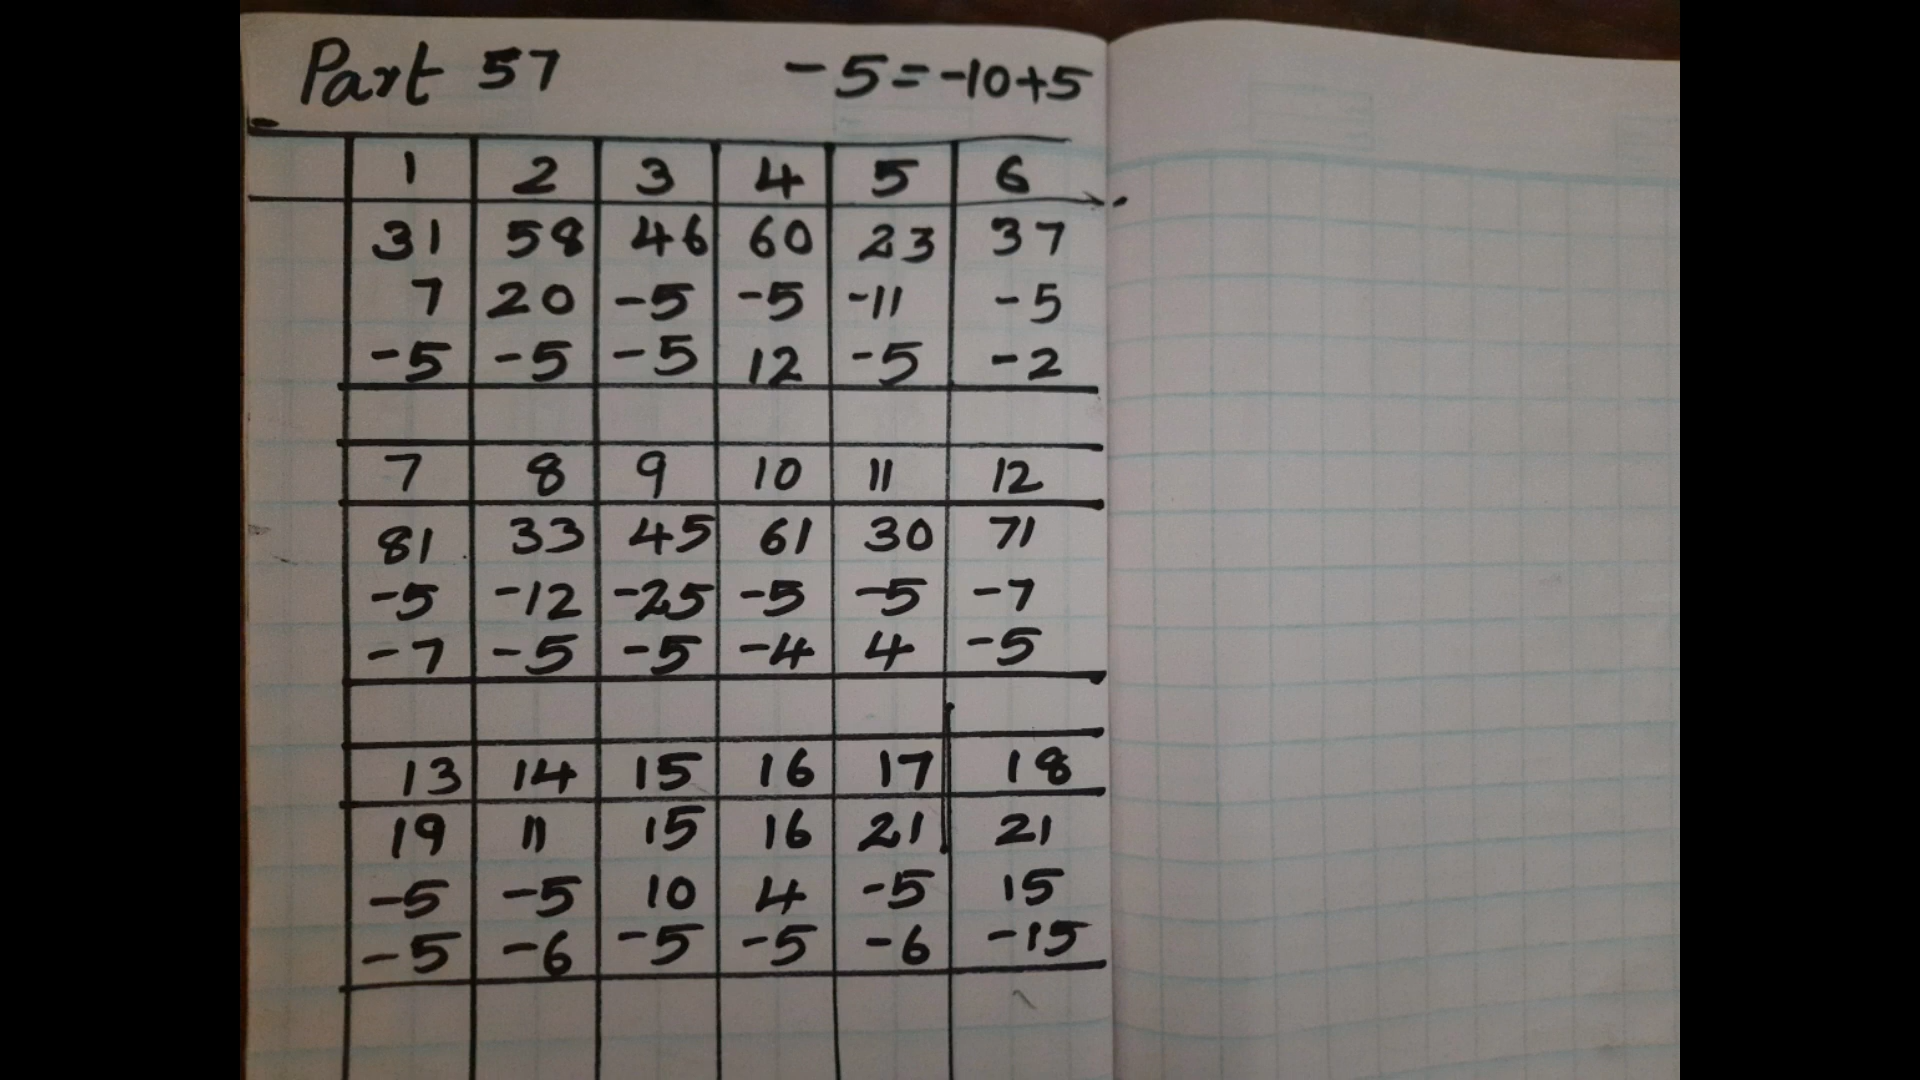 Part 57 -5=-10+5
1 2 3 4 5 6
31 58 46 60 23 37
7 20 -5 -5 -11 -5
-5 -5 -5 12 -5 -2
7 8 9 10 11 12
81 33 45 61 30 71
-5 -12 -25 -5 -5 -7
-7 -5 -5 -4 4 -5
13 14 15 16 17 18
19 11 15 16 21 21
-5 -5 10 4 -5 15
-5 -6 -5 -5 -6 -15